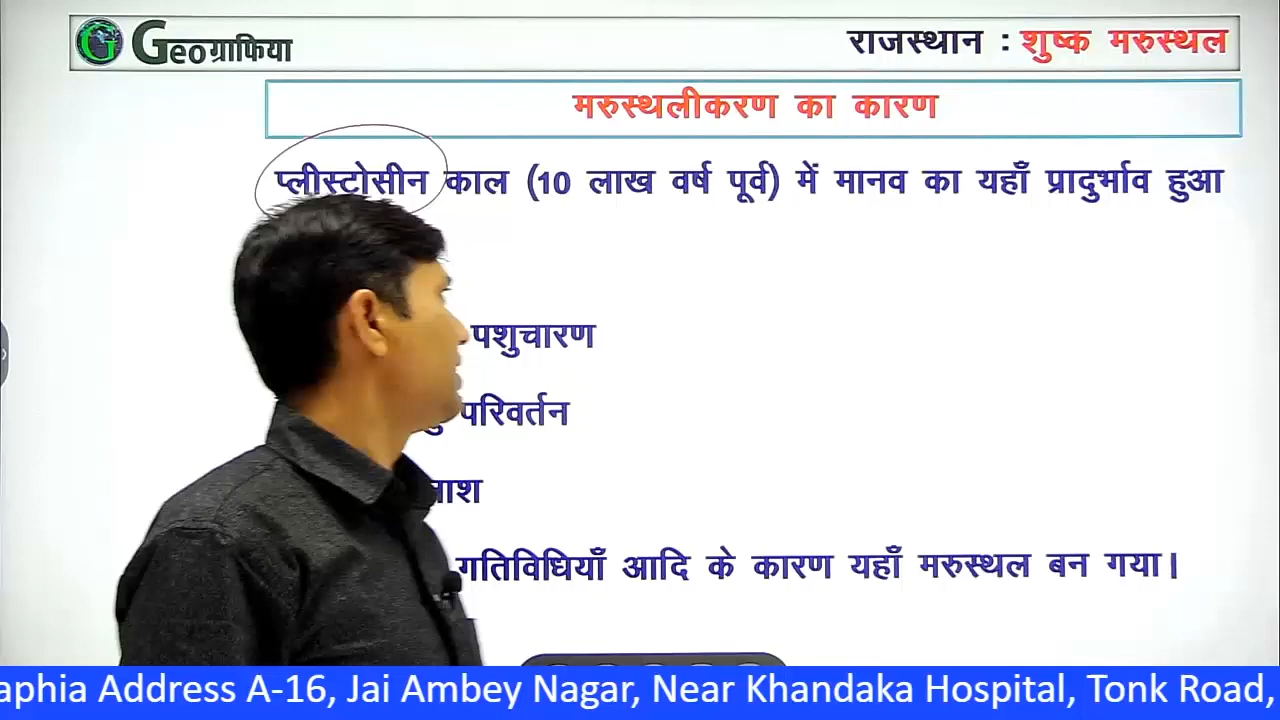 Geoग्राफिया
राजस्थान : शुष्क मरुस्थल
मरुस्थलीकरण का कारण
प्लीस्टोसीन काल (10 लाख वर्ष पूर्व) में मानव का यहाँ प्रादुर्भाव हुआ
पशुचारण
परिवर्तन
गतिविधियाँ आदि के कारण यहाँ मरुस्थल बन गया।
aphia Address A-16, Jai Ambey Nagar, Near Khandaka Hospital, Tonk Road,